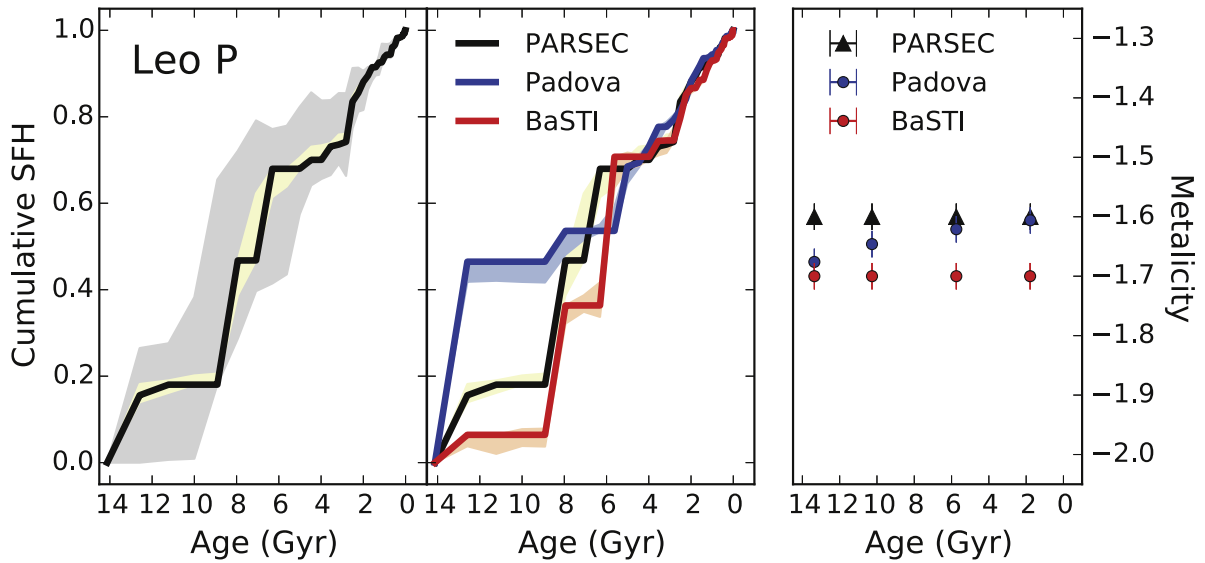 Leo P
Cumulative SFH
1.0
0.8
0.6
0.4
0.2
0.0
14 12 10 8 6 4 2 0
Age (Gyr)
PARSEC
Padova
BaSTI
14 12 10 8 6 4 2 0
Age (Gyr)
PARSEC
Padova
BaSTI
−1.3
−1.4
−1.5
−1.6
−1.7
−1.8
−1.9
−2.0
Metalicity
14 12 10 8 6 4 2 0
Age (Gyr)